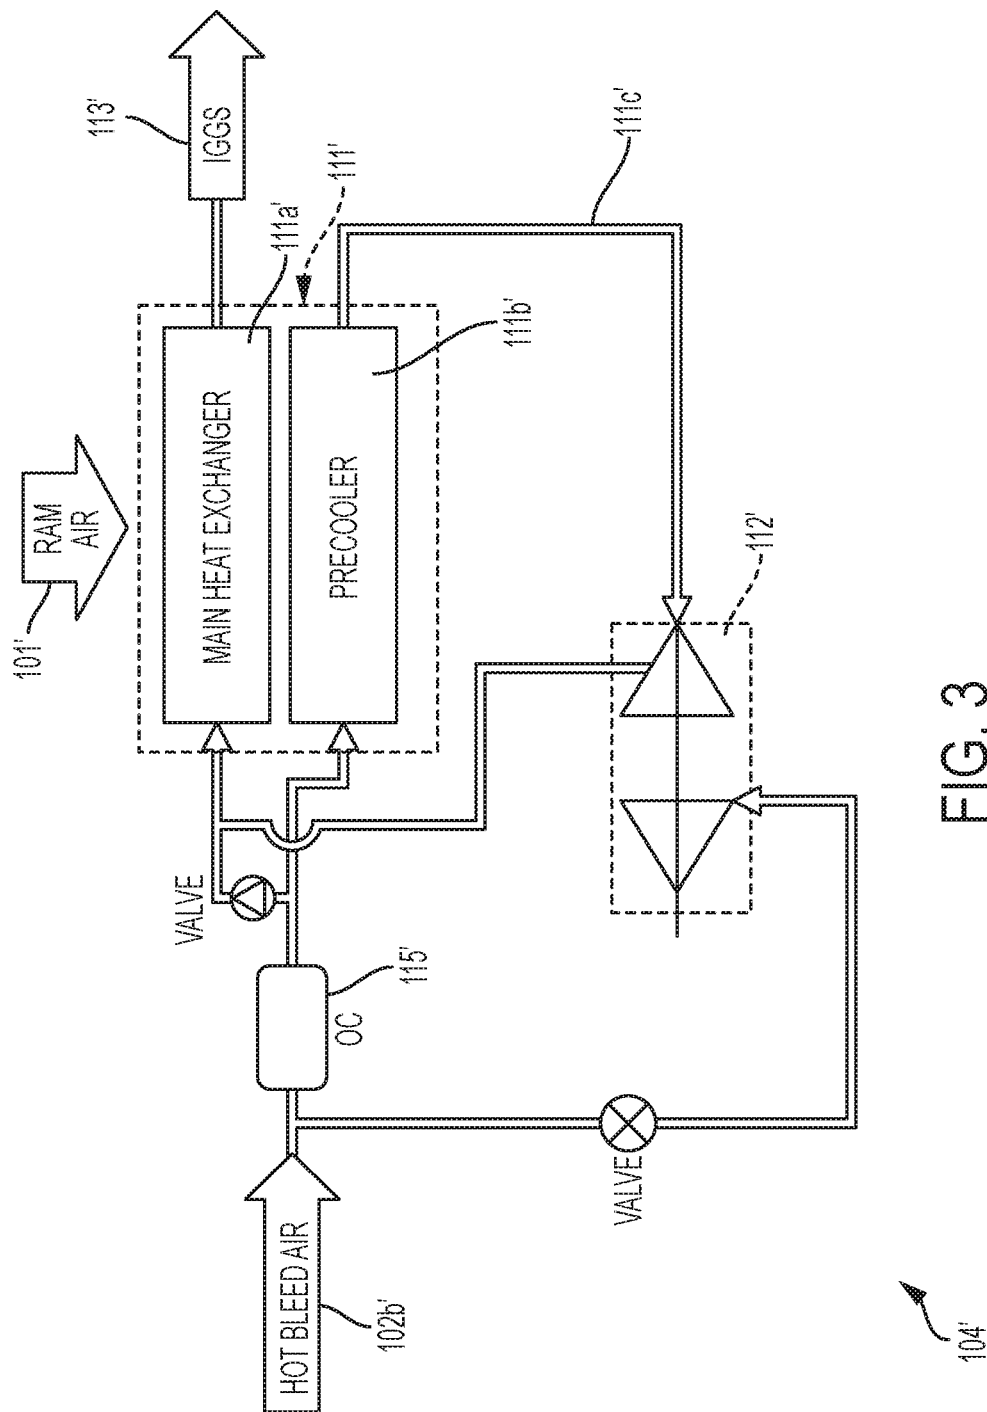 113'
IGGS
111a'
111'
111c'
111b'
RAM
AIR
101'
MAIN HEAT EXCHANGER
PRECOOLER
112'
VALVE
115'
OC
VALVE
HOT BLEED AIR
102b'
104'
FIG. 3